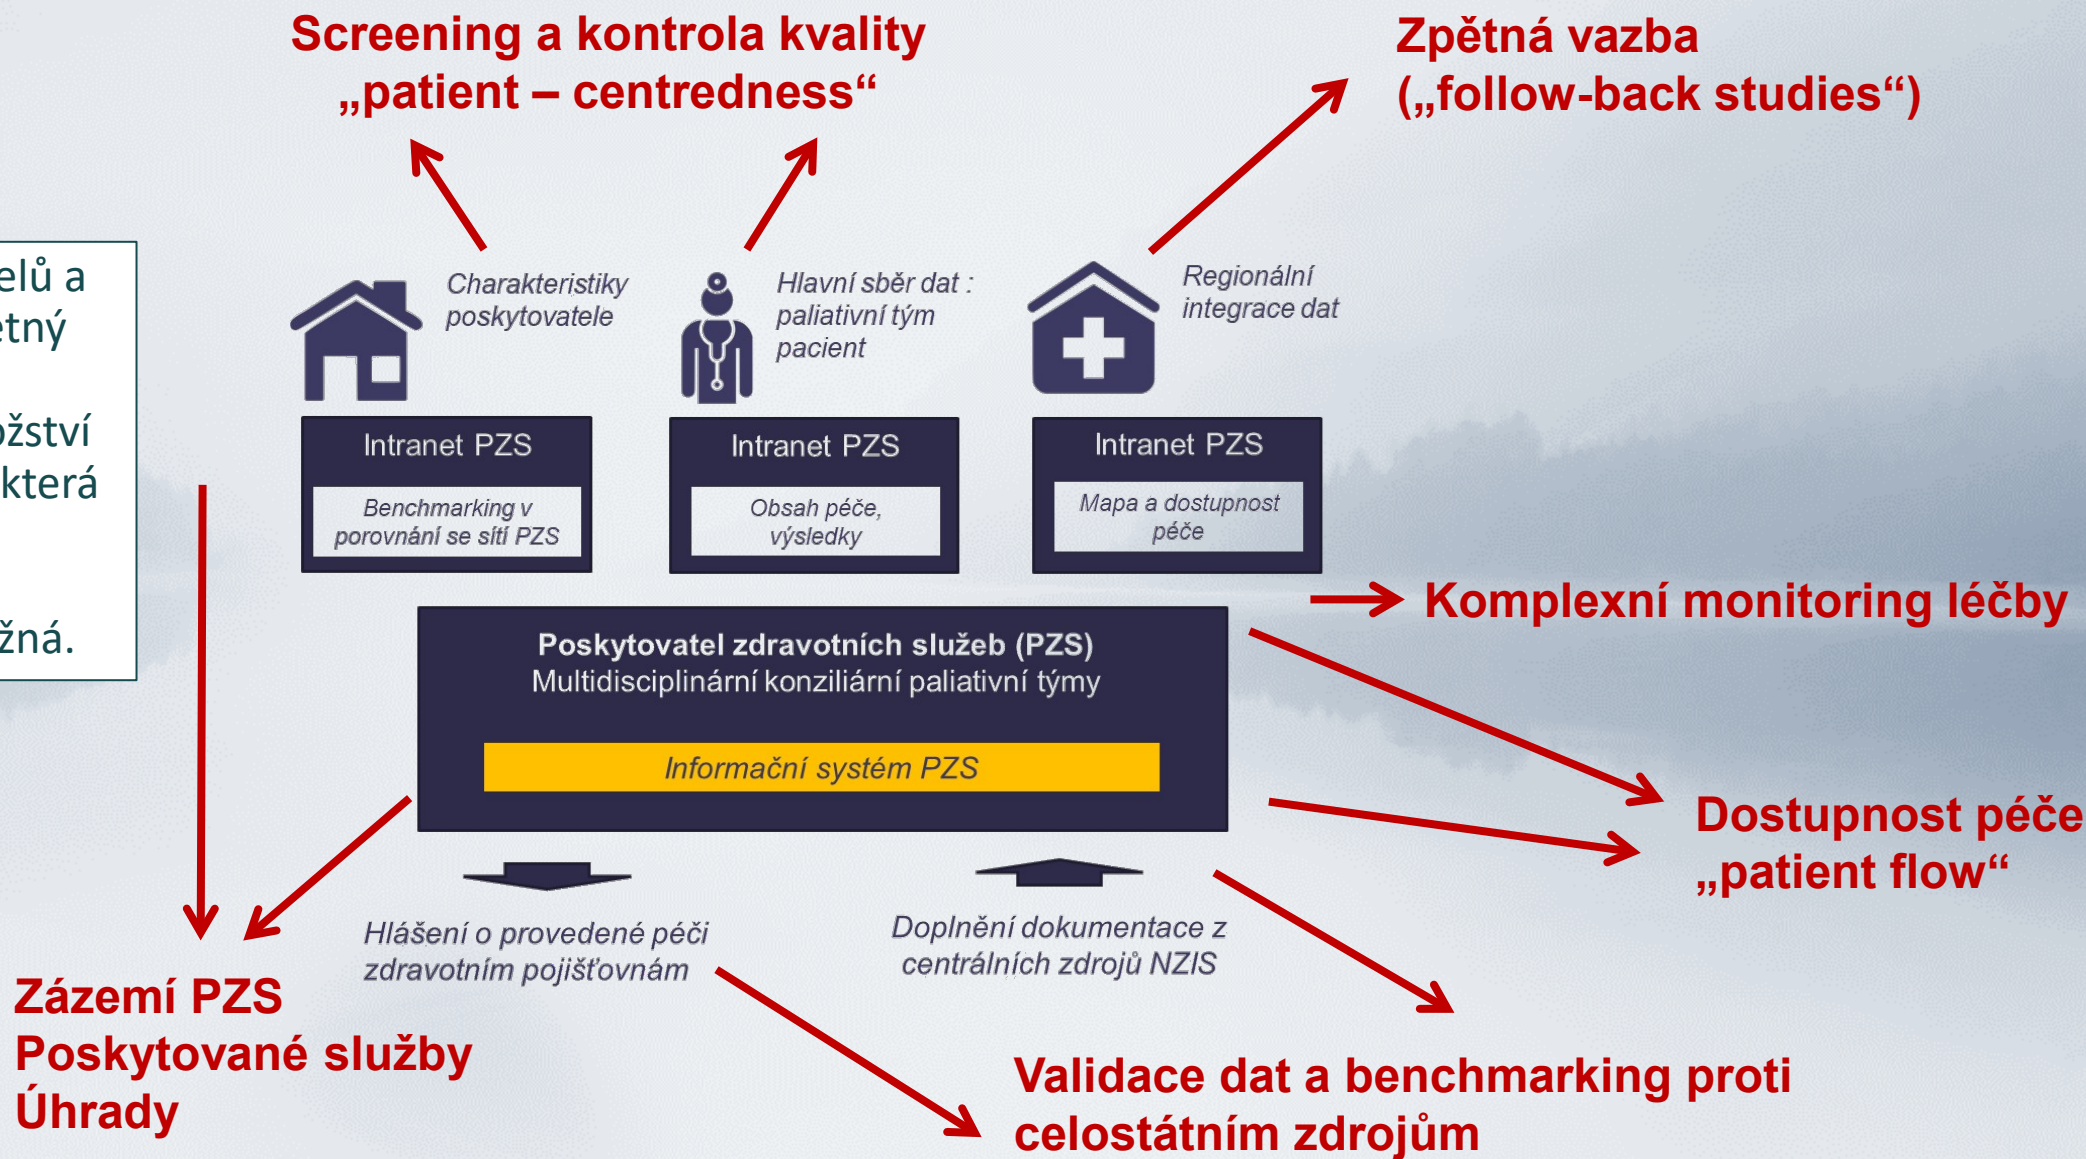 Screening a kontrola kvality
„patient – centredness“
Zpětná vazba
(„follow-back studies“)
elů a
etný
ožství
která
žná.
Charakteristiky
poskytovatele
Hlavní sběr dat :
paliativní tým
pacient
Regionální
integrace dat
Intranet PZS
Benchmarking v
porovnání se sítí PZS
Intranet PZS
Obsah péče,
výsledky
Intranet PZS
Mapa a dostupnost
péče
Komplexní monitoring léčby
Poskytovatel zdravotních služeb (PZS)
Multidisciplinární konziliární paliativní týmy
Informační systém PZS
Dostupnost péče
„patient flow“
Hlášení o provedené péči
zdravotním pojišťovnám
Doplnění dokumentace z
centrálních zdrojů NZIS
Zázemí PZS
Poskytované služby
Úhrady
Validace dat a benchmarking proti
celostátním zdrojům